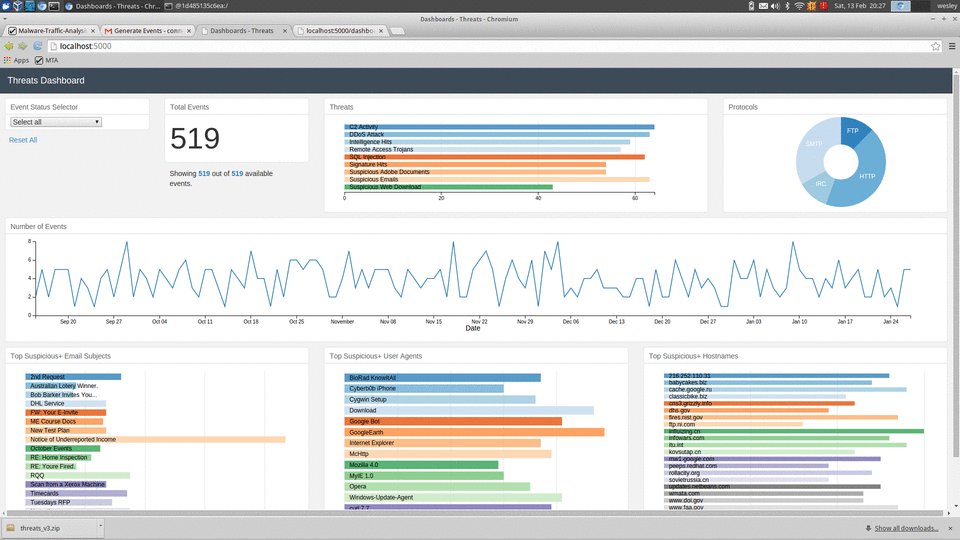 Dashboards - Threats - Chr...
@1d485135c6ea:/
Sat, 13 Feb 20:27
wesley
Dashboards - Threats - Chromium
Malware-Traffic-Analysi
Generate Events - conn
Dashboards - Threats
localhost:5000/dashbo
localhost:5000
Apps
MTA
Threats Dashboard
Event Status Selector
Select all
Reset All
Total Events
519
Showing 519 out of 519 available
events.
Threats
C2 Activity
DDoS Attack
Intelligence Hits
Remote Access Trojans
SQL Injection
Signature Hits
Suspicious Adobe Documents
Suspicious Emails
Suspicious Web Download
0 20 40 60
Protocols
FTP
SMTP
HTTP
IRC
Number of Events
8
6
4
2
0
Sep 20 Sep 27 Oct 04 Oct 11 Oct 18 Oct 25 November Nov 08 Nov 15 Nov 22 Nov 29 Dec 06 Dec 13 Dec 20 Dec 27 Jan 03 Jan 10 Jan 17 Jan 24
Date
Top Suspicious+ Email Subjects
2nd Request
Australian Lotery Winner.
Bob Barker Invites You...
DHL Service
FW: Your E-Invite
ME Course Docs
New Test Plan
Notice of Underreported Income
October Events
RE: Home Inspection
RE: Youre Fired.
RQQ
Scan from a Xerox Machine
Timecards
Tuesdays RFP
Top Suspicious+ User Agents
BioRad KnowItAll
Cyberb0b iPhone
Cygwin Setup
Download
Google Bot
GoogleEarth
Internet Explorer
McHttp
Mozilla 4.0
MyIE 1.0
Opera
Windows-Update-Agent
curl 7.7
Top Suspicious+ Hostnames
216.252.110.31
babycakes.biz
cache.google.ru
classicbike.biz
cns3.grizzly.info
dhs.gov
fires.nist.gov
ftp.ni.com
infowars.com
itu.int
kovsutap.cn
mx1.google.com
peeps.redhat.com
rollacity.org
sovietrussia.cn
updates.netbeans.com
wmata.com
www.doi.gov
www.faa.gov
threats_v3.zip
Show all downloads...